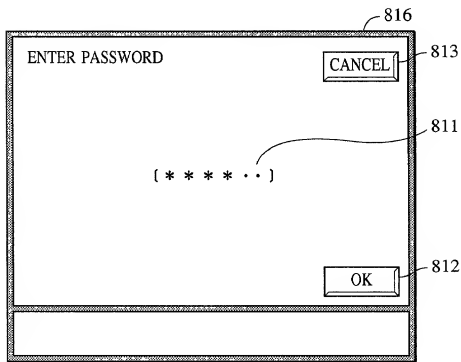 816
ENTER PASSWORD
CANCEL
813
811
[ * * * * · · ]
812
OK